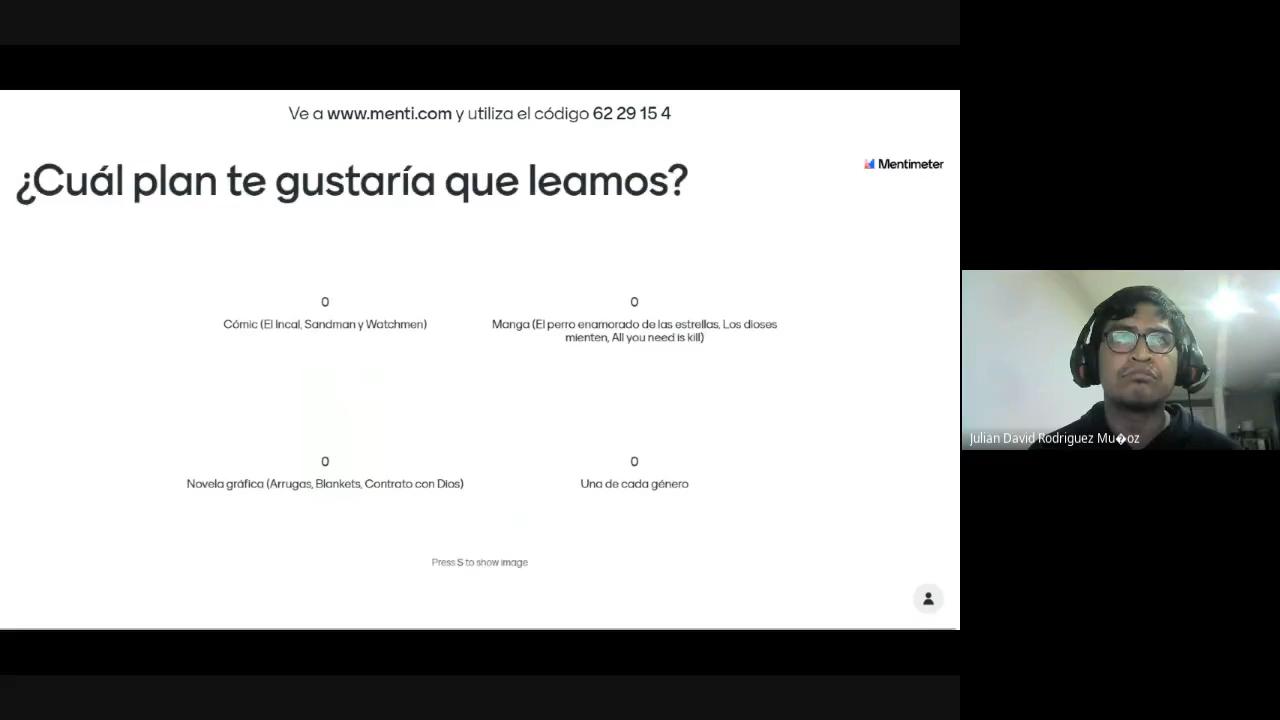 Ve a www.menti.com y utiliza el código 62 29 15 4
Mentimeter
¿Cuál plan te gustaría que leamos?
0
Cómic (El Incal, Sandman y Watchmen)
0
Manga (El perro enamorado de las estrellas, Los dioses
mienten, All you need is kill)
0
Novela gráfica (Arrugas, Blankets, Contrato con Dios)
0
Una de cada género
Press S to show image
Julian David Rodriguez Mu�oz